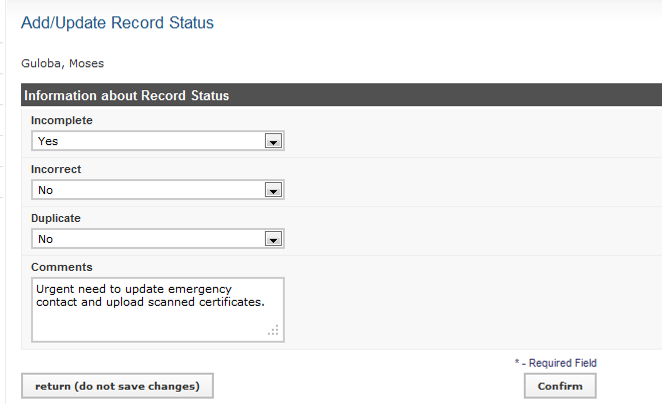 Add/Update Record Status
Guloba, Moses
Information about Record Status
Incomplete
Yes
Incorrect
No
Duplicate
No
Comments
Urgent need to update emergency
contact and upload scanned certificates.
* - Required Field
return (do not save changes)
Confirm